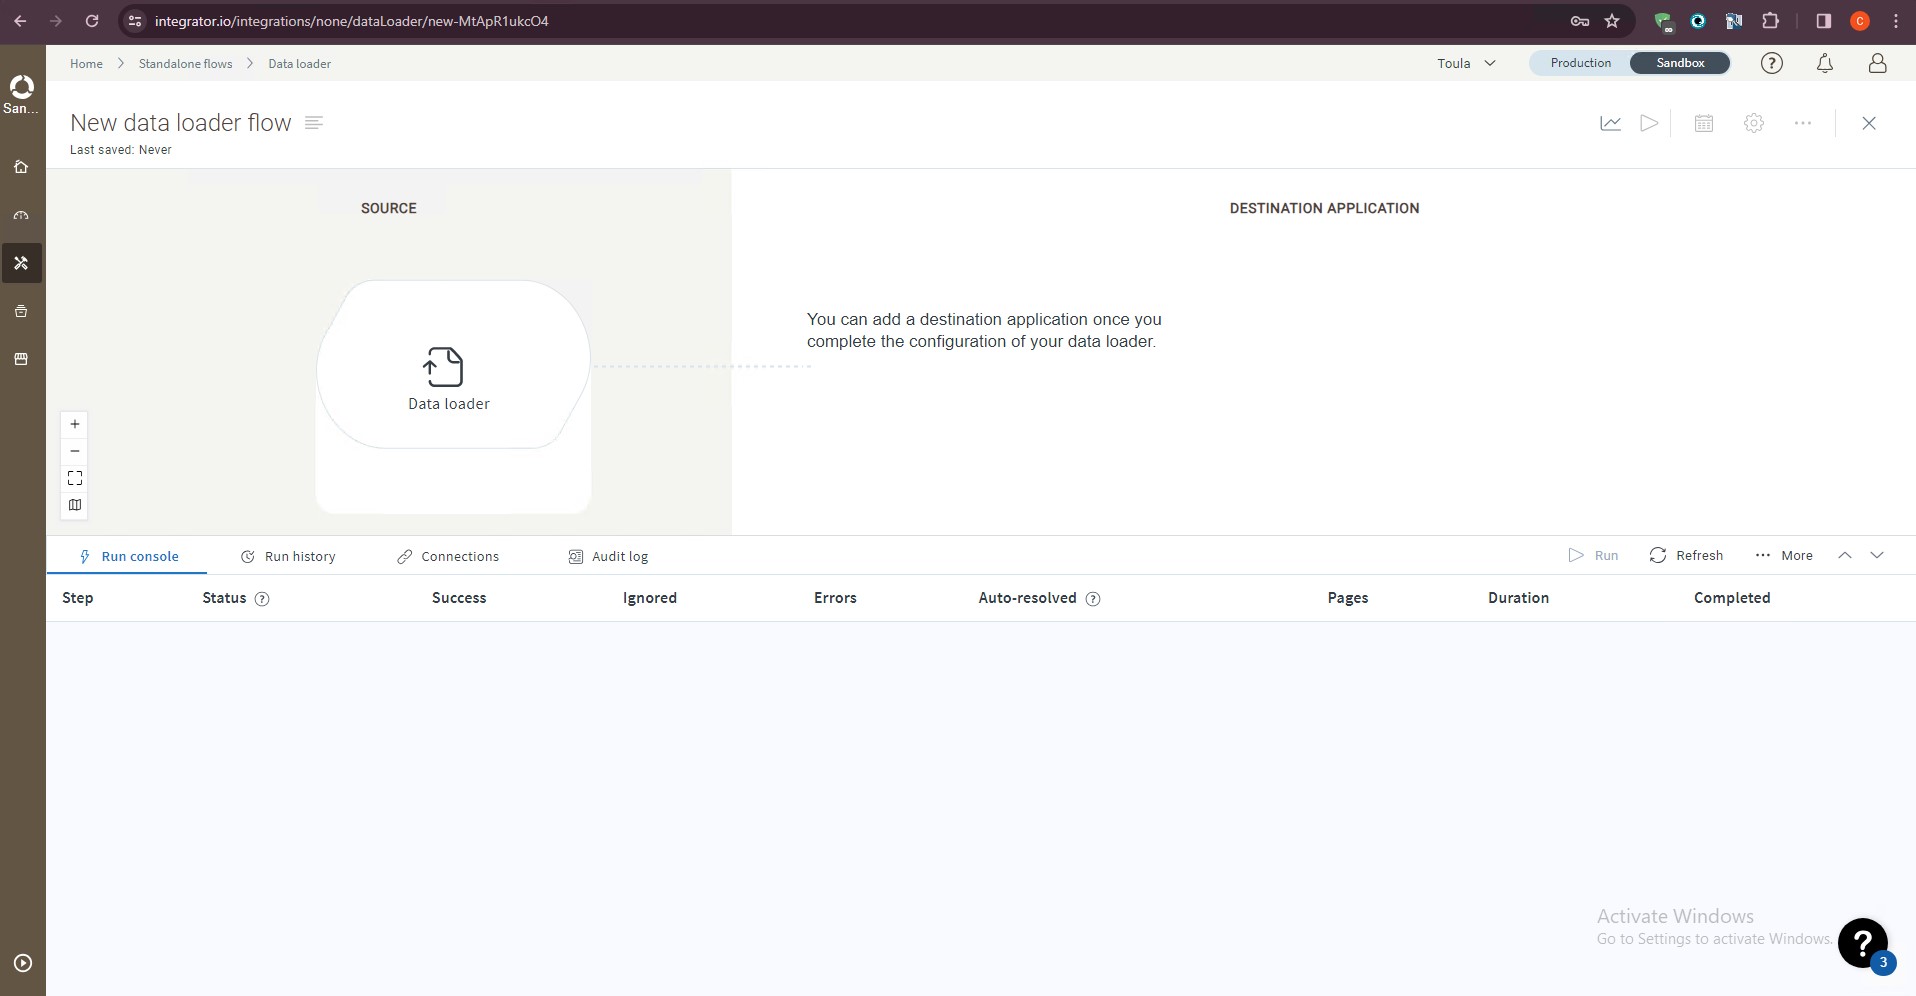 integrator.io/integrations/none/dataLoader/new-MtApR1ukcO4
C
Home
Standalone flows
Data loader
Toula
Production
Sandbox
?
San...
New data loader flow
Last saved: Never
SOURCE
DESTINATION APPLICATION
You can add a destination application once you
complete the configuration of your data loader.
Data loader
Run console
Run history
Connections
Audit log
Run
Refresh
More
Step
Status ?
Success
Ignored
Errors
Auto-resolved ?
Pages
Duration
Completed
Activate Windows
Go to Settings to activate Windows.
?
3